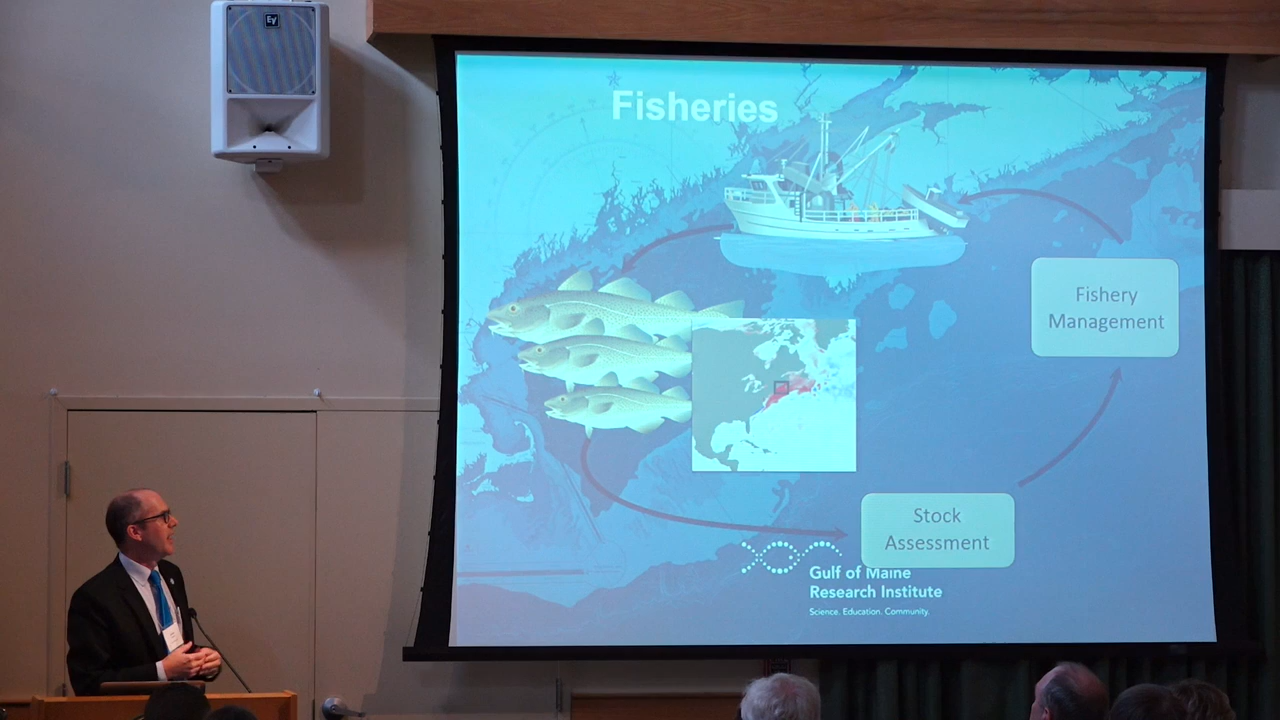 EV
Fisheries
Fishery
Management
Stock
Assessment
Gulf of Maine
Research Institute
Science. Education. Community.